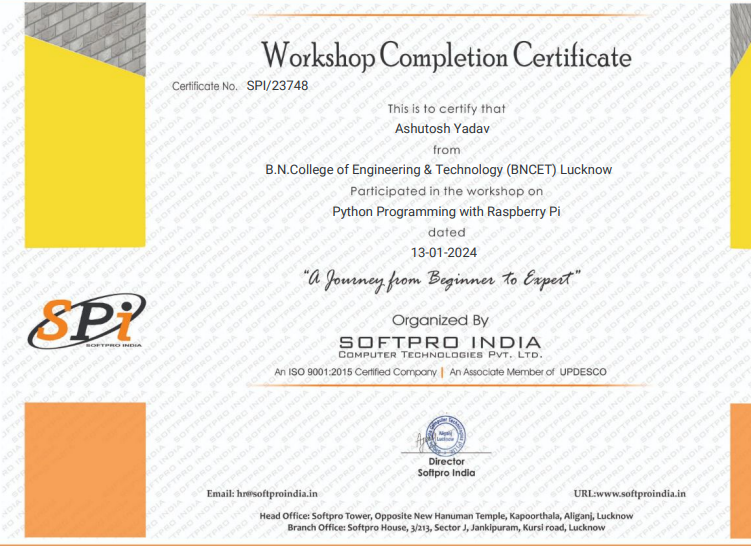 Workshop Completion Certificate
Certificate No. SPI/23748
This is to certify that
Ashutosh Yadav
from
B.N.College of Engineering & Technology (BNCET) Lucknow
Participated in the workshop on
Python Programming with Raspberry Pi
dated
13-01-2024
"A Journey from Beginner to Expert"
SPi
SOFTPRO INDIA
Organized By
SOFTPRO INDIA
COMPUTER TECHNOLOGIES PVT. LTD.
An ISO 9001:2015 Certified Company | An Associate Member of UPDESCO
Director
Softpro India
Email: hr@softproindia.in
URL:www.softproindia.in
Head Office: Softpro Tower, Opposite New Hanuman Temple, Kapoorthala, Aliganj, Lucknow
Branch Office: Softpro House, 3/213, Sector J, Jankipuram, Kursi road, Lucknow